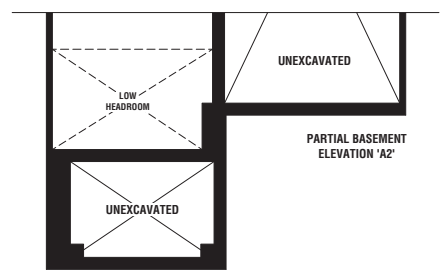 UNEXCAVATED
LOW
HEADROOM
PARTIAL BASEMENT
ELEVATION 'A2'
UNEXCAVATED